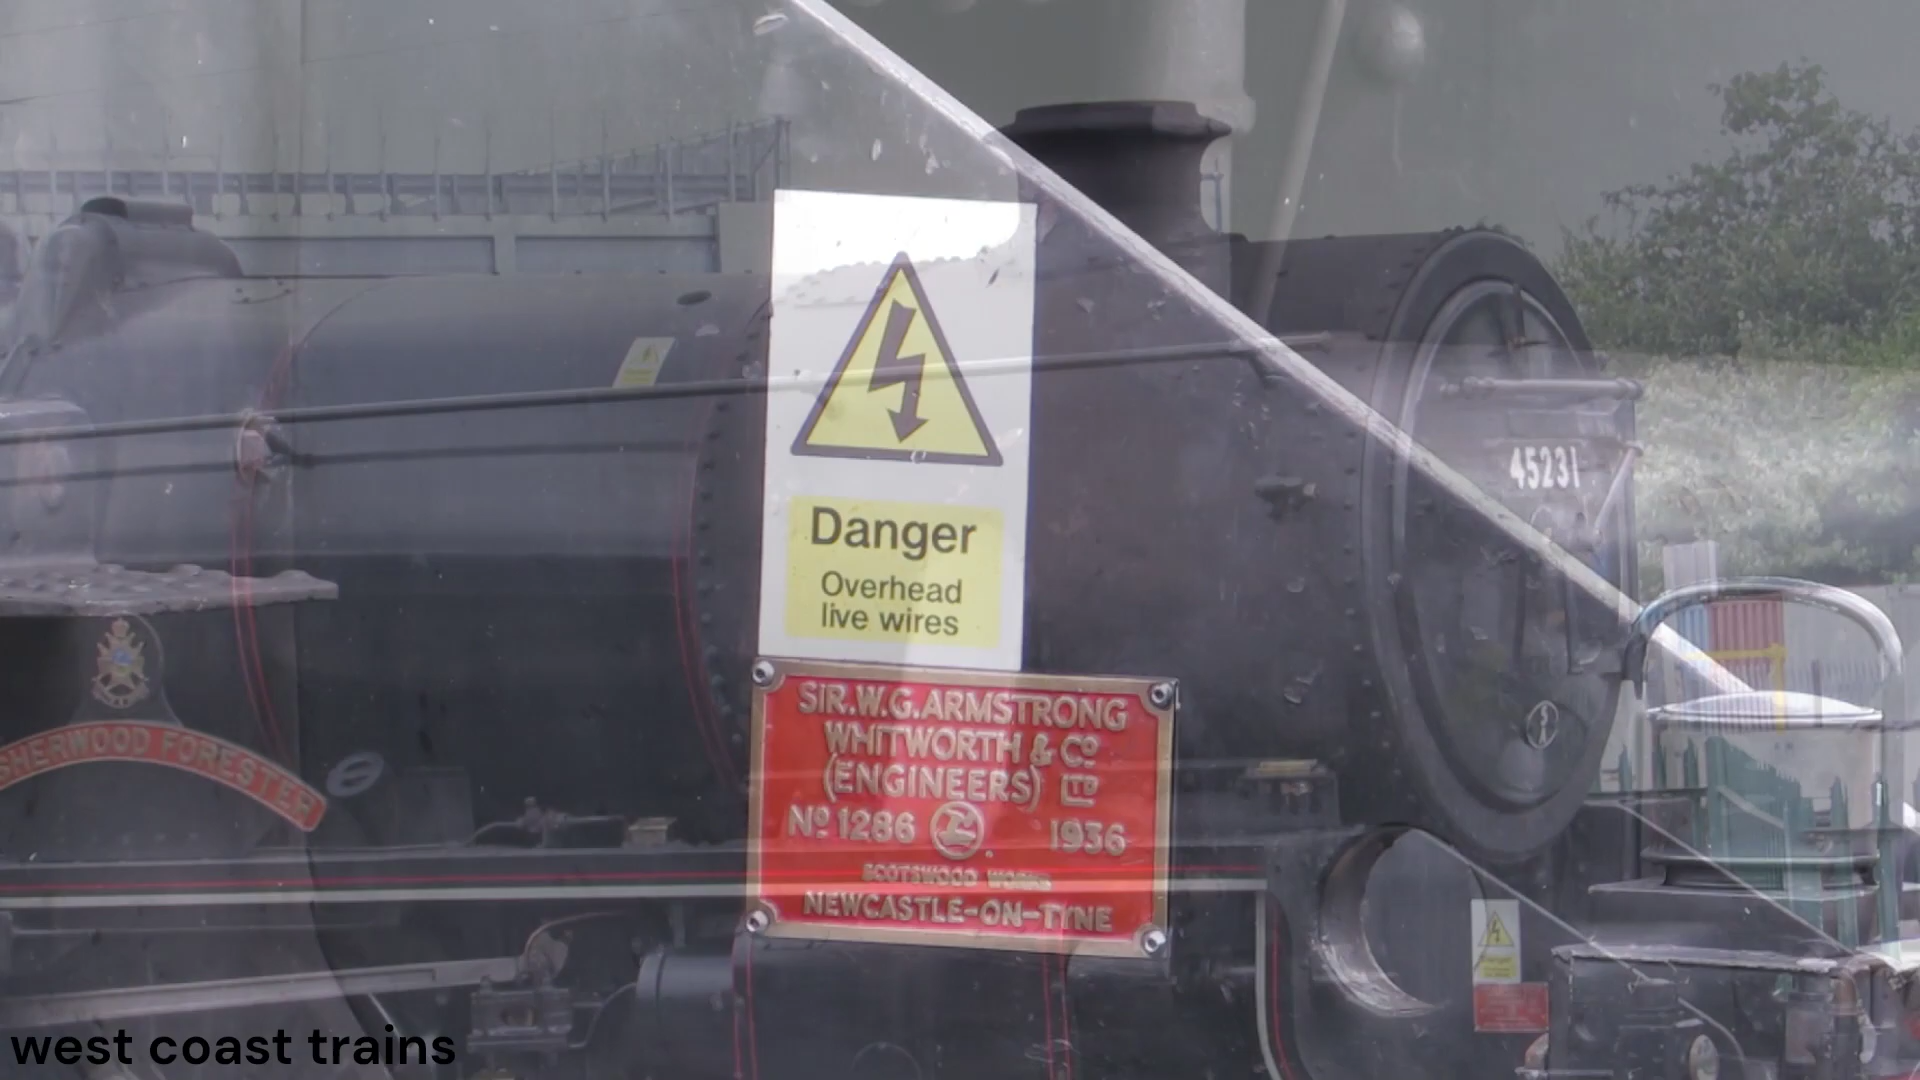 45231
Danger
Overhead
live wires
SHERWOOD FORESTER
SIR.W.G.ARMSTRONG
WHITWORTH & Cº
(ENGINEERS) LTD
Nº 1286 1936
SCOTSWOOD WORKS
NEWCASTLE-ON-TYNE
west coast trains